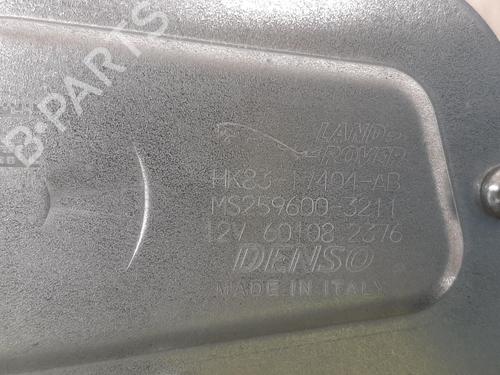 B-PARTS
LAND-
ROVER
HK83-17404-AB
MS259600-3211
12V 60108 2376
DENSO
MADE IN ITALY